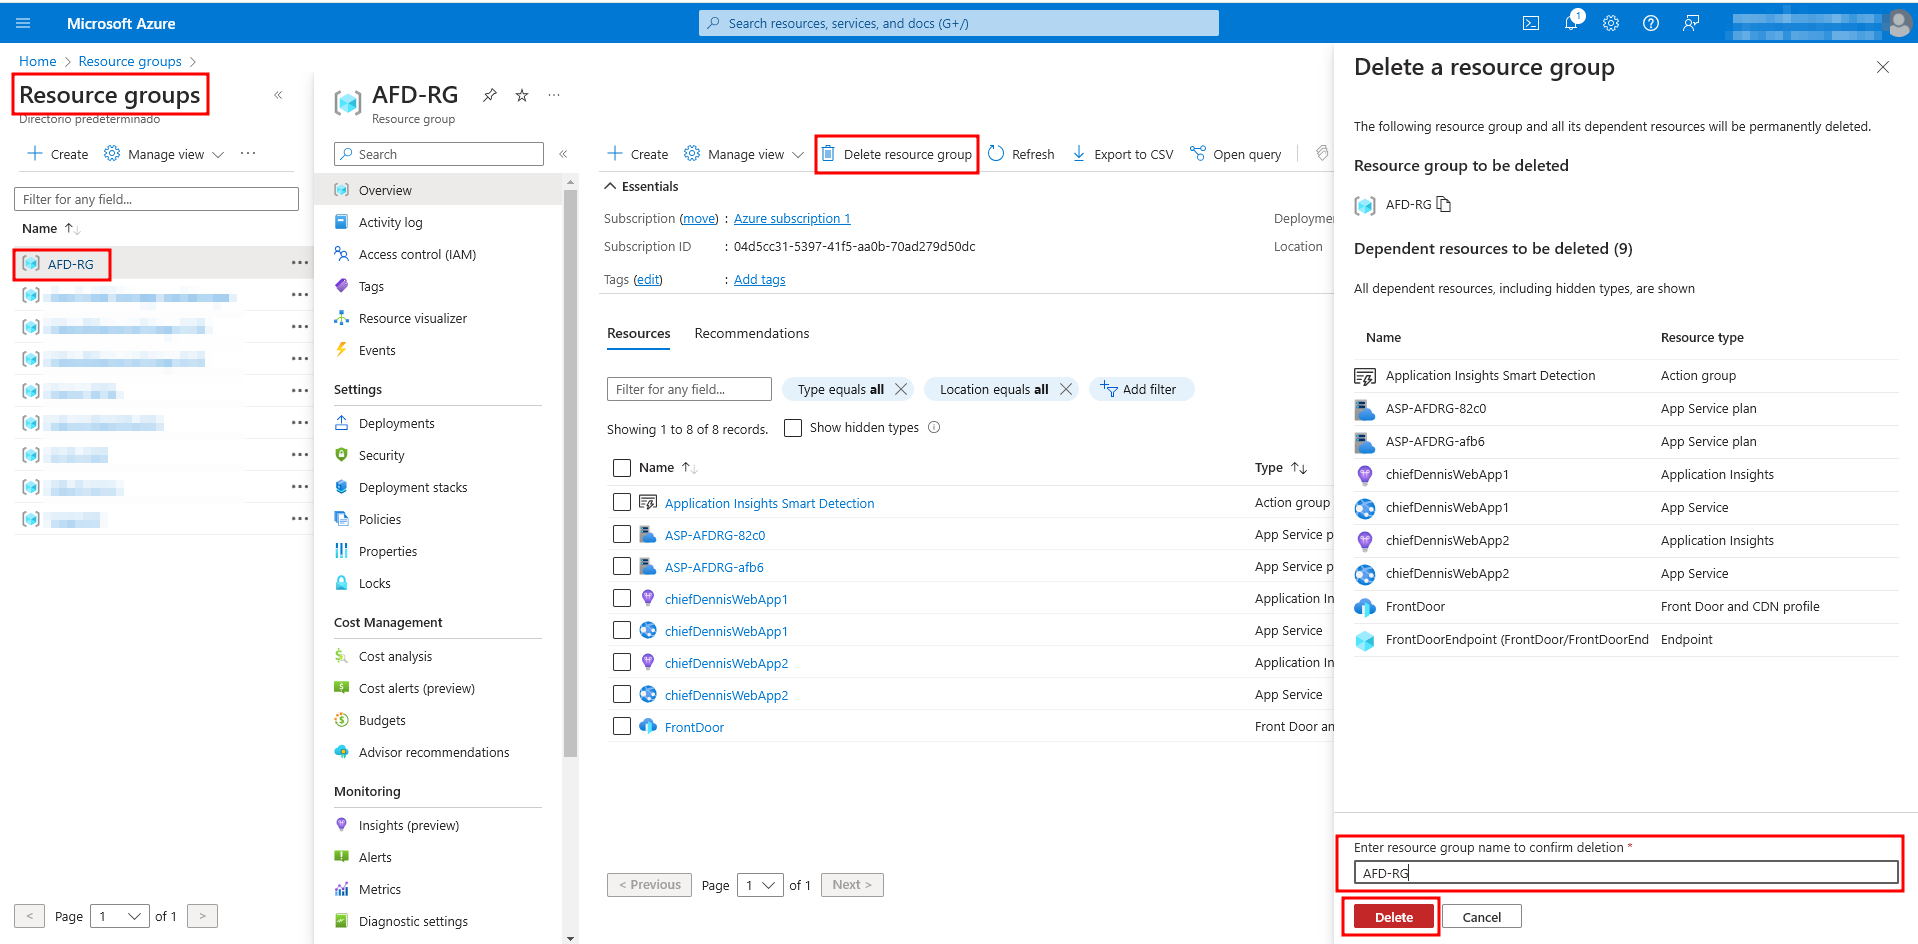 Microsoft Azure
Search resources, services, and docs (G+/)
1
Home > Resource groups >
Resource groups
Directorio predeterminado
Create
Manage view
Filter for any field...
Name
AFD-RG
< Page 1 of 1 >
AFD-RG
Resource group
Search
Overview
Activity log
Access control (IAM)
Tags
Resource visualizer
Events
Settings
Deployments
Security
Deployment stacks
Policies
Properties
Locks
Cost Management
Cost analysis
Cost alerts (preview)
Budgets
Advisor recommendations
Monitoring
Insights (preview)
Alerts
Metrics
Diagnostic settings
Create Manage view Delete resource group Refresh Export to CSV Open query
Essentials
Subscription (move) : Azure subscription 1
Deployme
Subscription ID : 04d5cc31-5397-41f5-aa0b-70ad279d50dc
Location
Tags (edit) : Add tags
Resources Recommendations
Filter for any field... Type equals all Location equals all Add filter
Showing 1 to 8 of 8 records. Show hidden types
Name Type
Application Insights Smart Detection Action group
ASP-AFDRG-82c0 App Service p
ASP-AFDRG-afb6 App Service p
chiefDennisWebApp1 Application In
chiefDennisWebApp1 App Service
chiefDennisWebApp2 Application In
chiefDennisWebApp2 App Service
FrontDoor Front Door an
< Previous Page 1 of 1 Next >
Delete a resource group
The following resource group and all its dependent resources will be permanently deleted.
Resource group to be deleted
AFD-RG
Dependent resources to be deleted (9)
All dependent resources, including hidden types, are shown
Name Resource type
Application Insights Smart Detection Action group
ASP-AFDRG-82c0 App Service plan
ASP-AFDRG-afb6 App Service plan
chiefDennisWebApp1 Application Insights
chiefDennisWebApp1 App Service
chiefDennisWebApp2 Application Insights
chiefDennisWebApp2 App Service
FrontDoor Front Door and CDN profile
FrontDoorEndpoint (FrontDoor/FrontDoorEnd Endpoint
Enter resource group name to confirm deletion *
AFD-RG
Delete Cancel